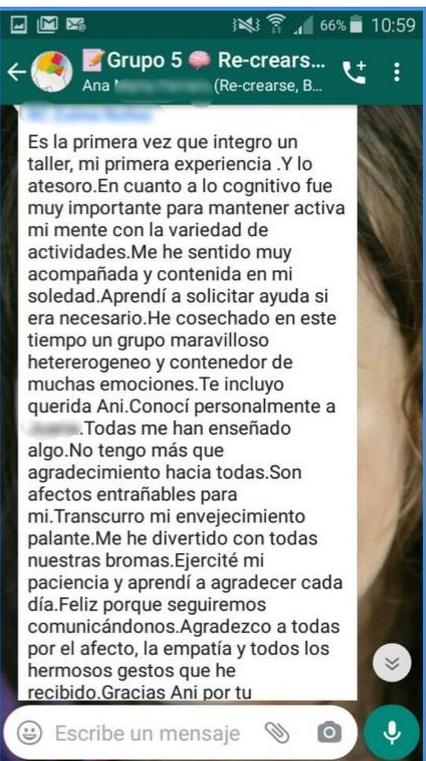 66% 10:59
Grupo 5 Re-crears...
Ana (Re-crearse, B...
Es la primera vez que integro un
taller, mi primera experiencia .Y lo
atesoro.En cuanto a lo cognitivo fue
muy importante para mantener activa
mi mente con la variedad de
actividades.Me he sentido muy
acompañada y contenida en mi
soledad.Aprendí a solicitar ayuda si
era necesario.He cosechado en este
tiempo un grupo maravilloso
hetererogeneo y contenedor de
muchas emociones.Te incluyo
querida Ani.Conocí personalmente a
.Todas me han enseñado
algo.No tengo más que
agradecimiento hacia todas.Son
afectos entrañables para
mi.Transcurro mi envejecimiento
palante.Me he divertido con todas
nuestras bromas.Ejercité mi
paciencia y aprendí a agradecer cada
día.Feliz porque seguiremos
comunicándonos.Agradezco a todas
por el afecto, la empatía y todos los
hermosos gestos que he
recibido.Gracias Ani por tu
Escribe un mensaje